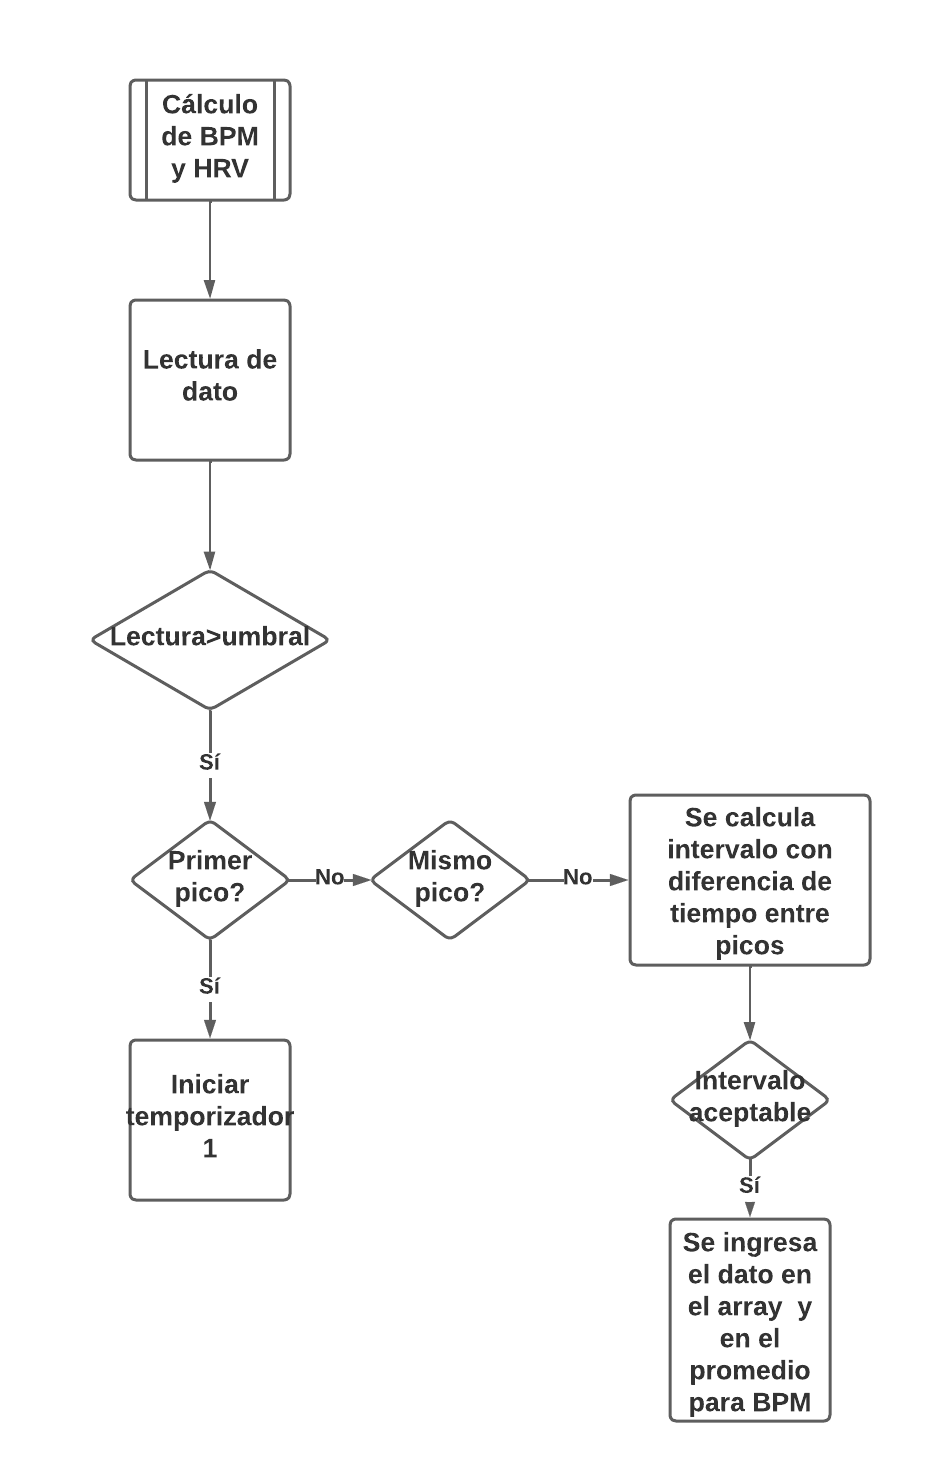 Cálculo
de BPM
y HRV
Lectura de
dato
Lectura>umbral
Sí
Primer
pico?
No
Mismo
pico?
No
Se calcula
intervalo con
diferencia de
tiempo entre
picos
Sí
Iniciar
temporizador
1
Intervalo
aceptable
Sí
Se ingresa
el dato en
el array  y
en el
promedio
para BPM